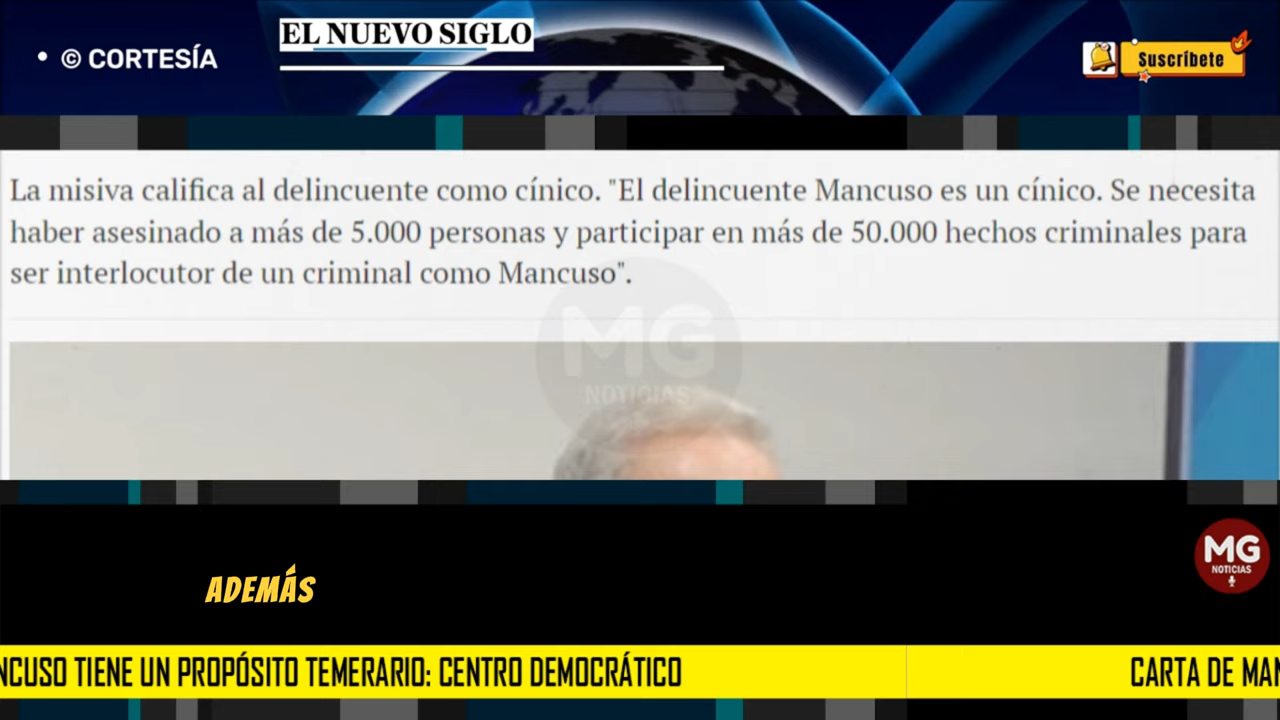 • © CORTESÍA
EL NUEVO SIGLO
Suscríbete
La misiva califica al delincuente como cínico. "El delincuente Mancuso es un cínico. Se necesita
haber asesinado a más de 5.000 personas y participar en más de 50.000 hechos criminales para
ser interlocutor de un criminal como Mancuso".
MG
NOTICIAS
ADEMÁS
MG
NOTICIAS
NCUSO TIENE UN PROPÓSITO TEMERARIO: CENTRO DEMOCRÁTICO
CARTA DE MAN